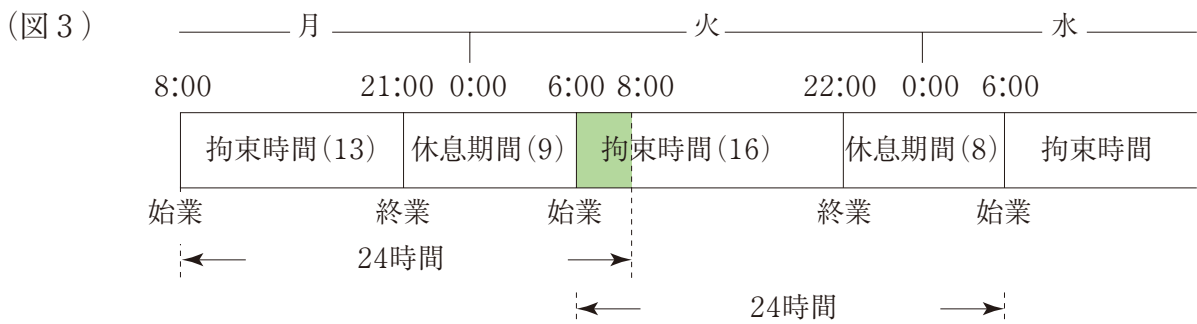 (図3)
月 火 水
8:00 21:00 0:00 6:00 8:00 22:00 0:00 6:00
拘束時間(13) 休息期間(9) 拘束時間(16) 休息期間(8) 拘束時間
始業 終業 始業 終業 始業
24時間
24時間